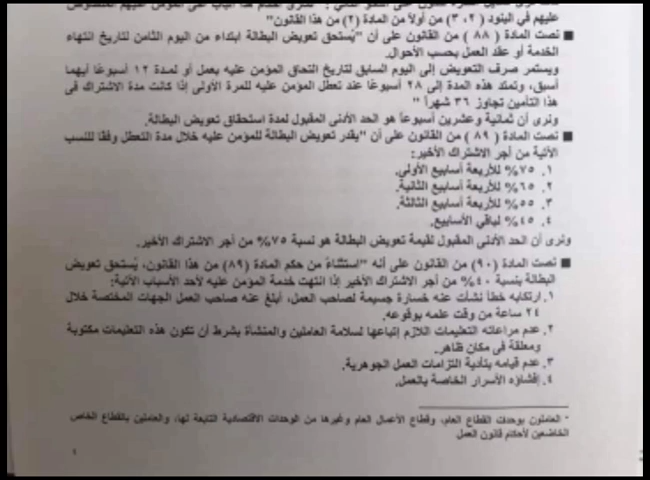 عليهم في البنود (٢، ٣) من أولاً من المادة (٢) من هذا القانون"
■ نصت المادة ( ٨٨ ) من القانون على أن "يُستحق تعويض البطالة ابتداء من اليوم الثامن لتاريخ انتهاء
الخدمة أو عقد العمل بحسب الأحوال.
ويستمر صرف التعويض إلى اليوم السابق لتاريخ التحاق المؤمن عليه بعمل أو لمدة ١٢ أسبوعًا أيهما
أسبق، وتمتد هذه المدة إلى ٢٨ أسبوعًا عند تعطل المؤمن عليه للمرة الأولى إذا كانت مدة الاشتراك فى
هذا التأمين تجاوز ٣٦ شهراً "
ونرى أن ثمانية وعشرين أسبوعاً هو الحد الأدنى المقبول لمدة استحقاق تعويض البطالة.
■ نصت المادة ( ٨٩ ) من القانون على أن "يقدر تعويض البطالة للمؤمن عليه خلال مدة التعطل وفقًا للنسب
الآتية من أجر الاشتراك الأخير:
١. ٧٥% للأربعة أسابيع الأولى.
٢. ٦٥% للأربعة أسابيع الثانية.
٣. ٥٥% للأربعة أسابيع الثالثة.
٤. ٤٥% لباقي الأسابيع.
ونرى أن الحد الأدنى المقبول لقيمة تعويض البطالة هو نسبة ٧٥% من أجر الاشتراك الأخير.
■ نصت المادة (٩٠) من القانون على أنه "استثناءً من حكم المادة (٨٩) من هذا القانون، يُستحق تعويض
البطالة بنسبة ٤٠% من أجر الاشتراك الأخير إذا انتهت خدمة المؤمن عليه لأحد الأسباب الآتية:
١. ارتكابه خطأ نشأت عنه خسارة جسيمة لصاحب العمل، أبلغ عنه صاحب العمل الجهات المختصة خلال
٢٤ ساعة من وقت علمه بوقوعه.
٢. عدم مراعاته التعليمات اللازم إتباعها لسلامة العاملين والمنشأة بشرط أن تكون هذه التعليمات مكتوبة
ومعلقة فى مكان ظاهر.
٣. عدم قيامه بتأدية التزامات العمل الجوهرية.
٤. إفشاؤه الأسرار الخاصة بالعمل.
* العاملون بوحدات القطاع العام، وقطاع الأعمال العام وغيرها من الوحدات الاقتصادية التابعة لها، والعاملين بالقطاع الخاص
الخاضعين لأحكام قانون العمل
٤